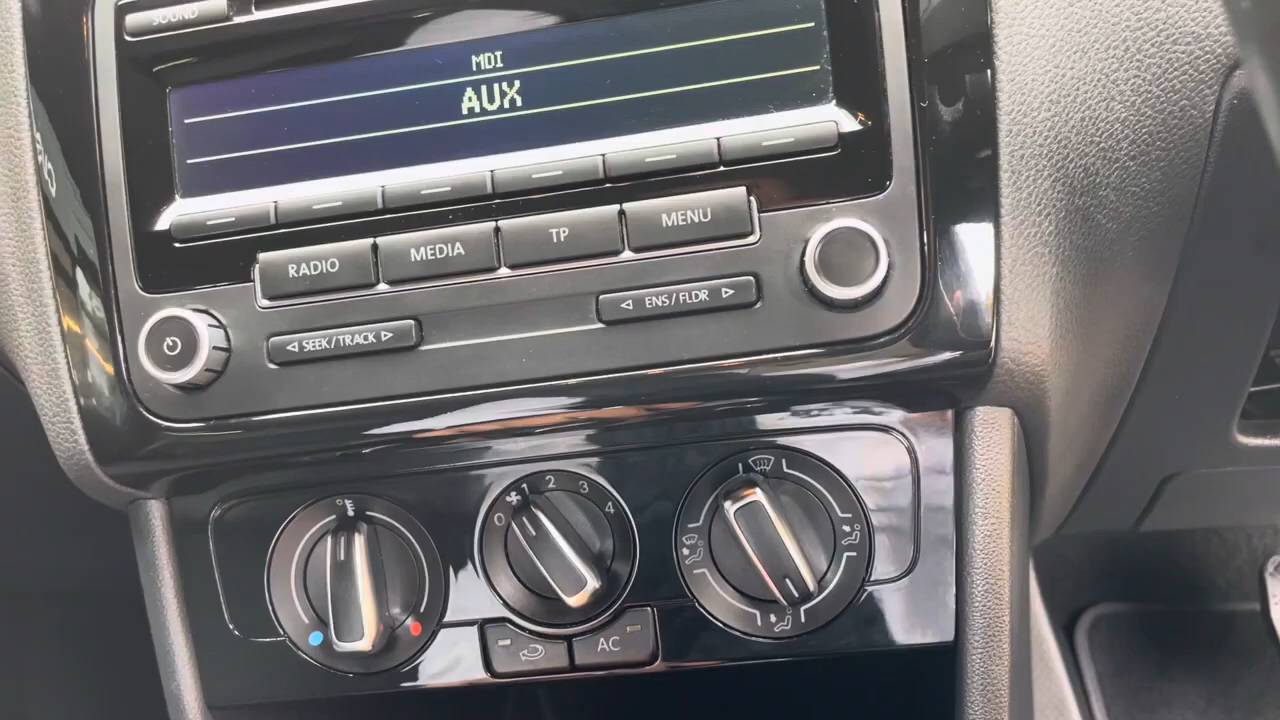 SOUND
MDI
AUX
RADIO
MEDIA
TP
MENU
SEEK/TRACK
ENS/FLDR
0 1 2 3 4
AC